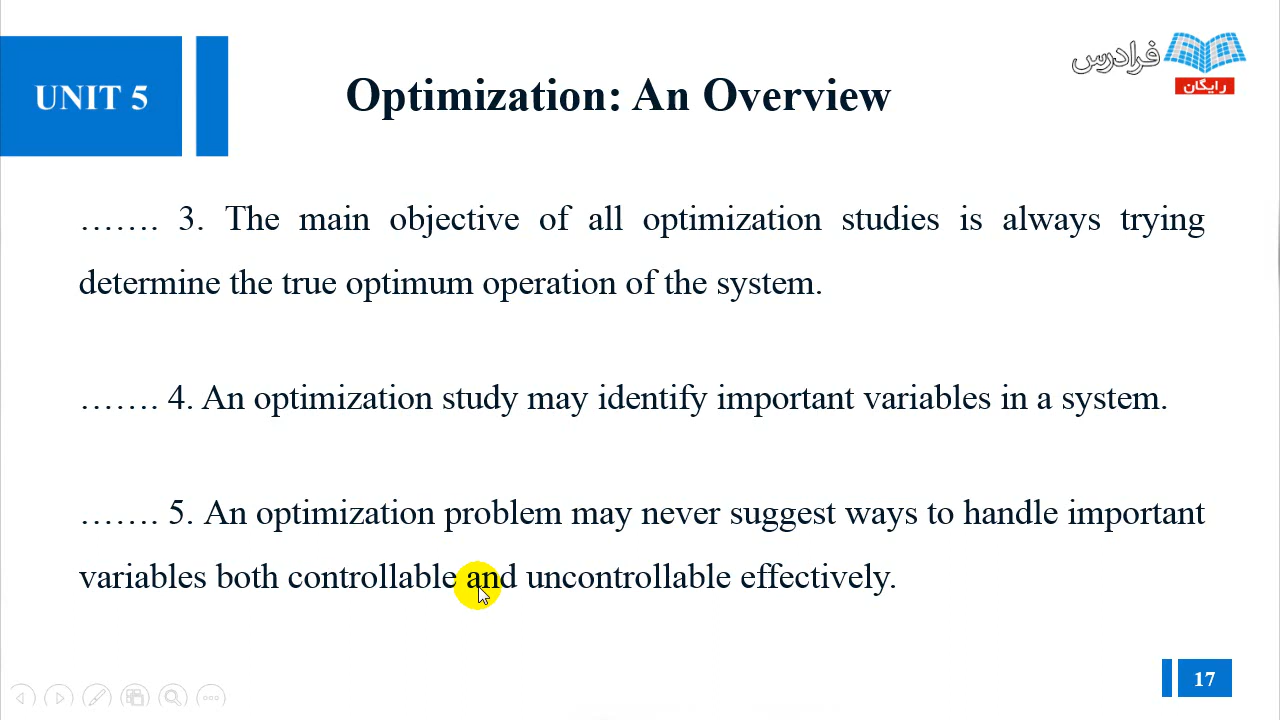 UNIT 5
Optimization: An Overview
فرادرس
رایگان
……. 3. The main objective of all optimization studies is always trying
determine the true optimum operation of the system.
……. 4. An optimization study may identify important variables in a system.
……. 5. An optimization problem may never suggest ways to handle important
variables both controllable and uncontrollable effectively.
17